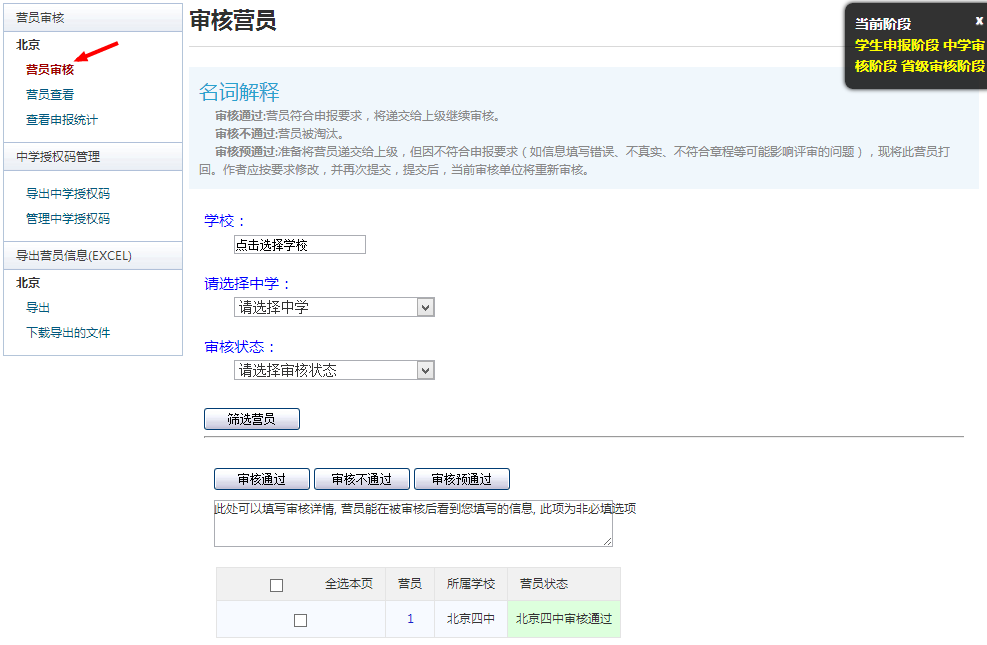 营员审核
北京
营员审核
营员查看
查看申报统计
中学授权码管理
导出中学授权码
管理中学授权码
导出营员信息(EXCEL)
北京
导出
下载导出的文件
审核营员
当前阶段 x
学生申报阶段 中学审
核阶段 省级审核阶段
名词解释
审核通过:营员符合申报要求，将递交给上级继续审核。
审核不通过:营员被淘汰。
审核预通过:准备将营员递交给上级，但因不符合申报要求（如信息填写错误、不真实、不符合章程等可能影响评审的问题），现将此营员打
回。作者应按要求修改，并再次提交，提交后，当前审核单位将重新审核。
学校：
点击选择学校
请选择中学：
请选择中学
审核状态：
请选择审核状态
筛选营员
审核通过 审核不通过 审核预通过
此处可以填写审核详情, 营员能在被审核后看到您填写的信息, 此项为非必填选项
全选本页 营员 所属学校 营员状态
1 北京四中 北京四中审核通过